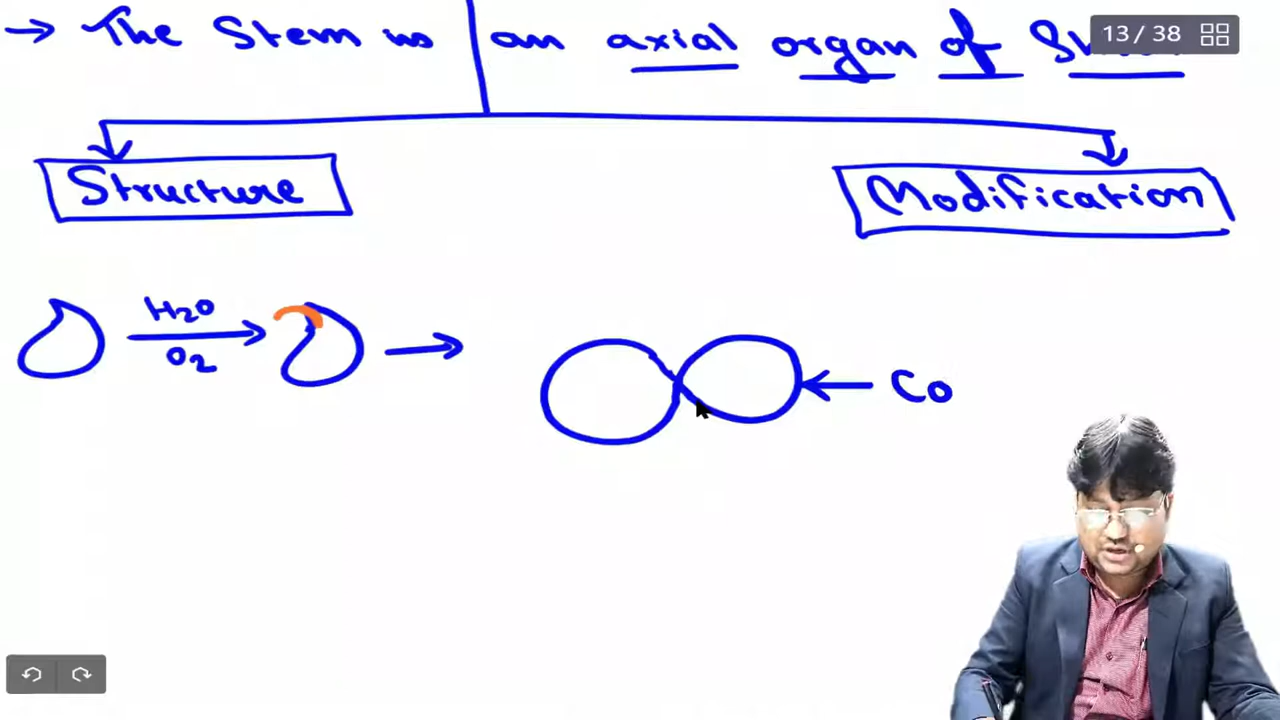 → The Stem is an axial organ of
13 / 38
Structure
Modification
H2O
O2
Co